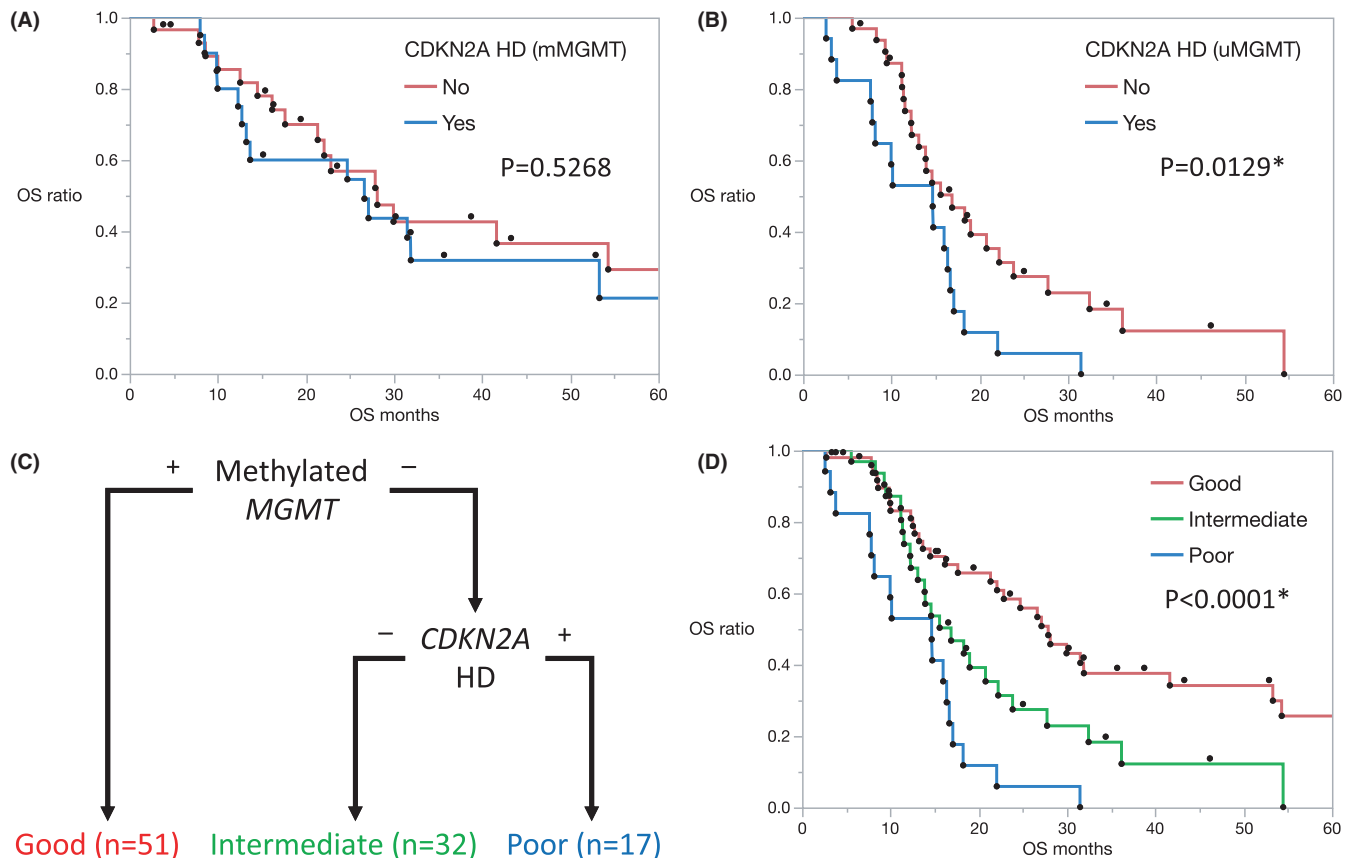 (A)
CDKN2A HD (mMGMT)
No
Yes
P=0.5268
OS ratio
1.0
0.8
0.6
0.4
0.2
0.0
0 10 20 30 40 50 60
OS months
(B)
CDKN2A HD (uMGMT)
No
Yes
P=0.0129*
OS ratio
1.0
0.8
0.6
0.4
0.2
0.0
0 10 20 30 40 50 60
OS months
(C)
+ Methylated −
MGMT
− CDKN2A +
HD
Good (n=51) Intermediate (n=32) Poor (n=17)
(D)
Good
Intermediate
Poor
P<0.0001*
OS ratio
1.0
0.8
0.6
0.4
0.2
0.0
0 10 20 30 40 50 60
OS months